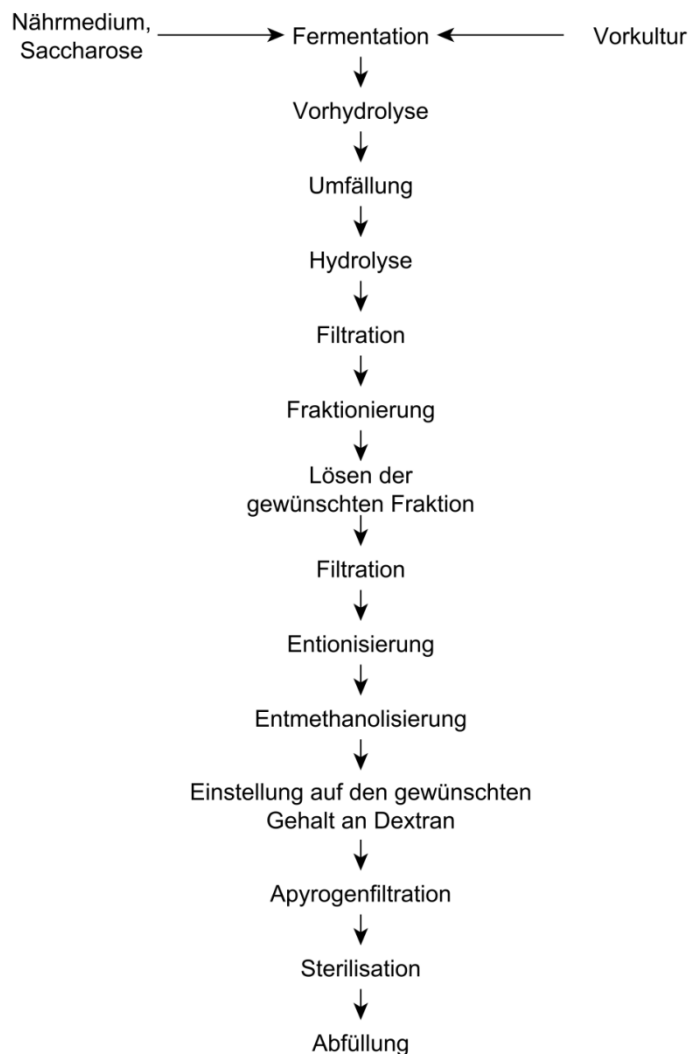 Nährmedium,
Saccharose
Fermentation
Vorkultur
Vorhydrolyse
Umfällung
Hydrolyse
Filtration
Fraktionierung
Lösen der
gewünschten Fraktion
Filtration
Entionisierung
Entmethanolisierung
Einstellung auf den gewünschten
Gehalt an Dextran
Apyrogenfiltration
Sterilisation
Abfüllung